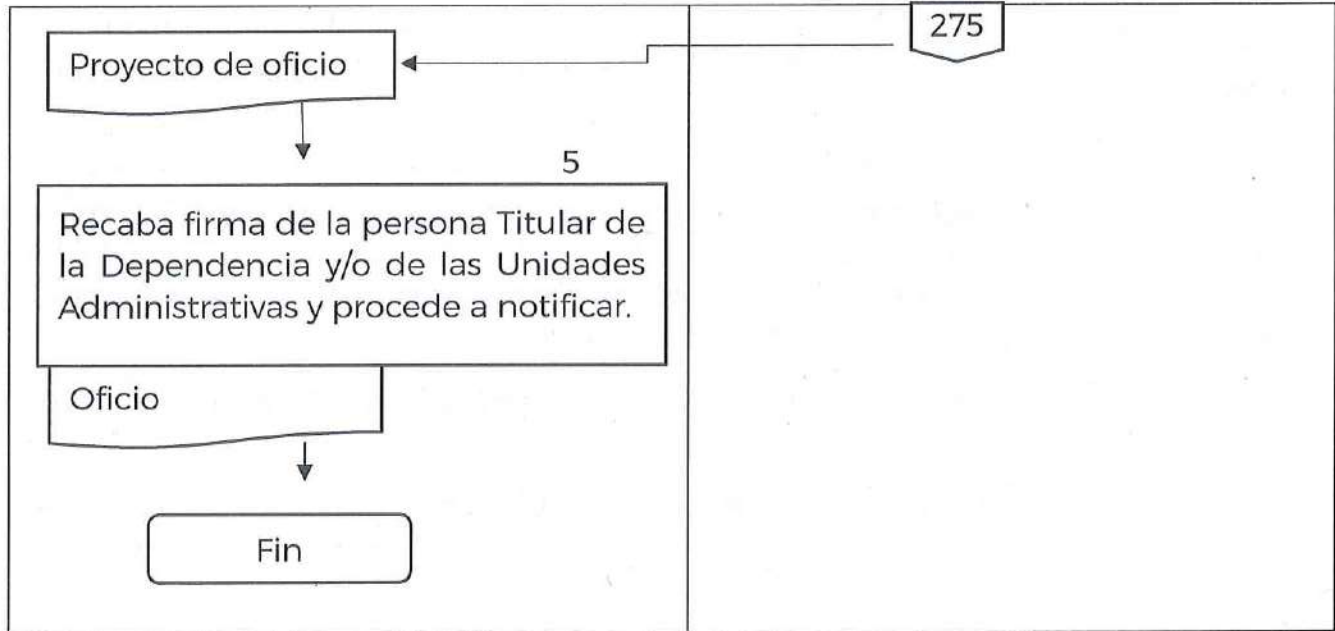 275
Proyecto de oficio
5
Recaba firma de la persona Titular de
la Dependencia y/o de las Unidades
Administrativas y procede a notificar.
Oficio
Fin